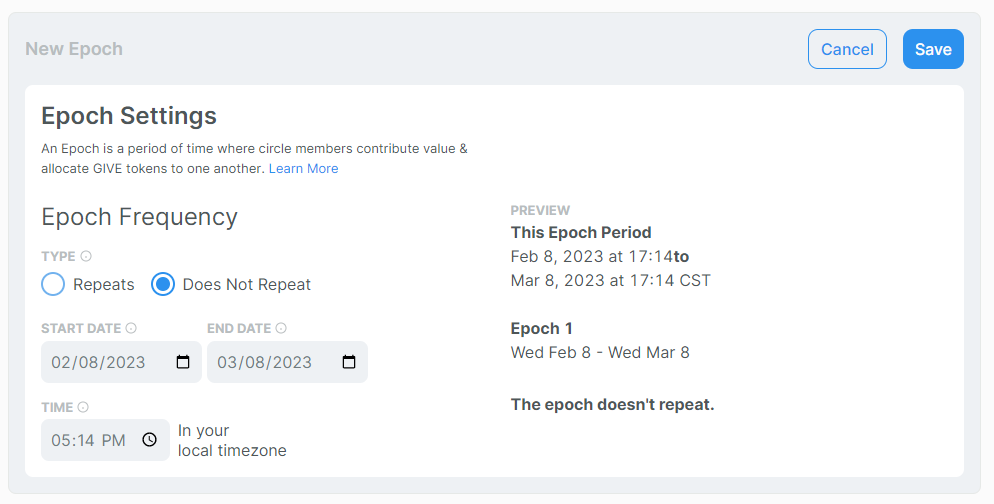 New Epoch
Cancel
Save
Epoch Settings
An Epoch is a period of time where circle members contribute value &
allocate GIVE tokens to one another. Learn More
Epoch Frequency
TYPE
Repeats
Does Not Repeat
START DATE
END DATE
02/08/2023
03/08/2023
TIME
05:14 PM
In your
local timezone
PREVIEW
This Epoch Period
Feb 8, 2023 at 17:14to
Mar 8, 2023 at 17:14 CST
Epoch 1
Wed Feb 8 - Wed Mar 8
The epoch doesn't repeat.